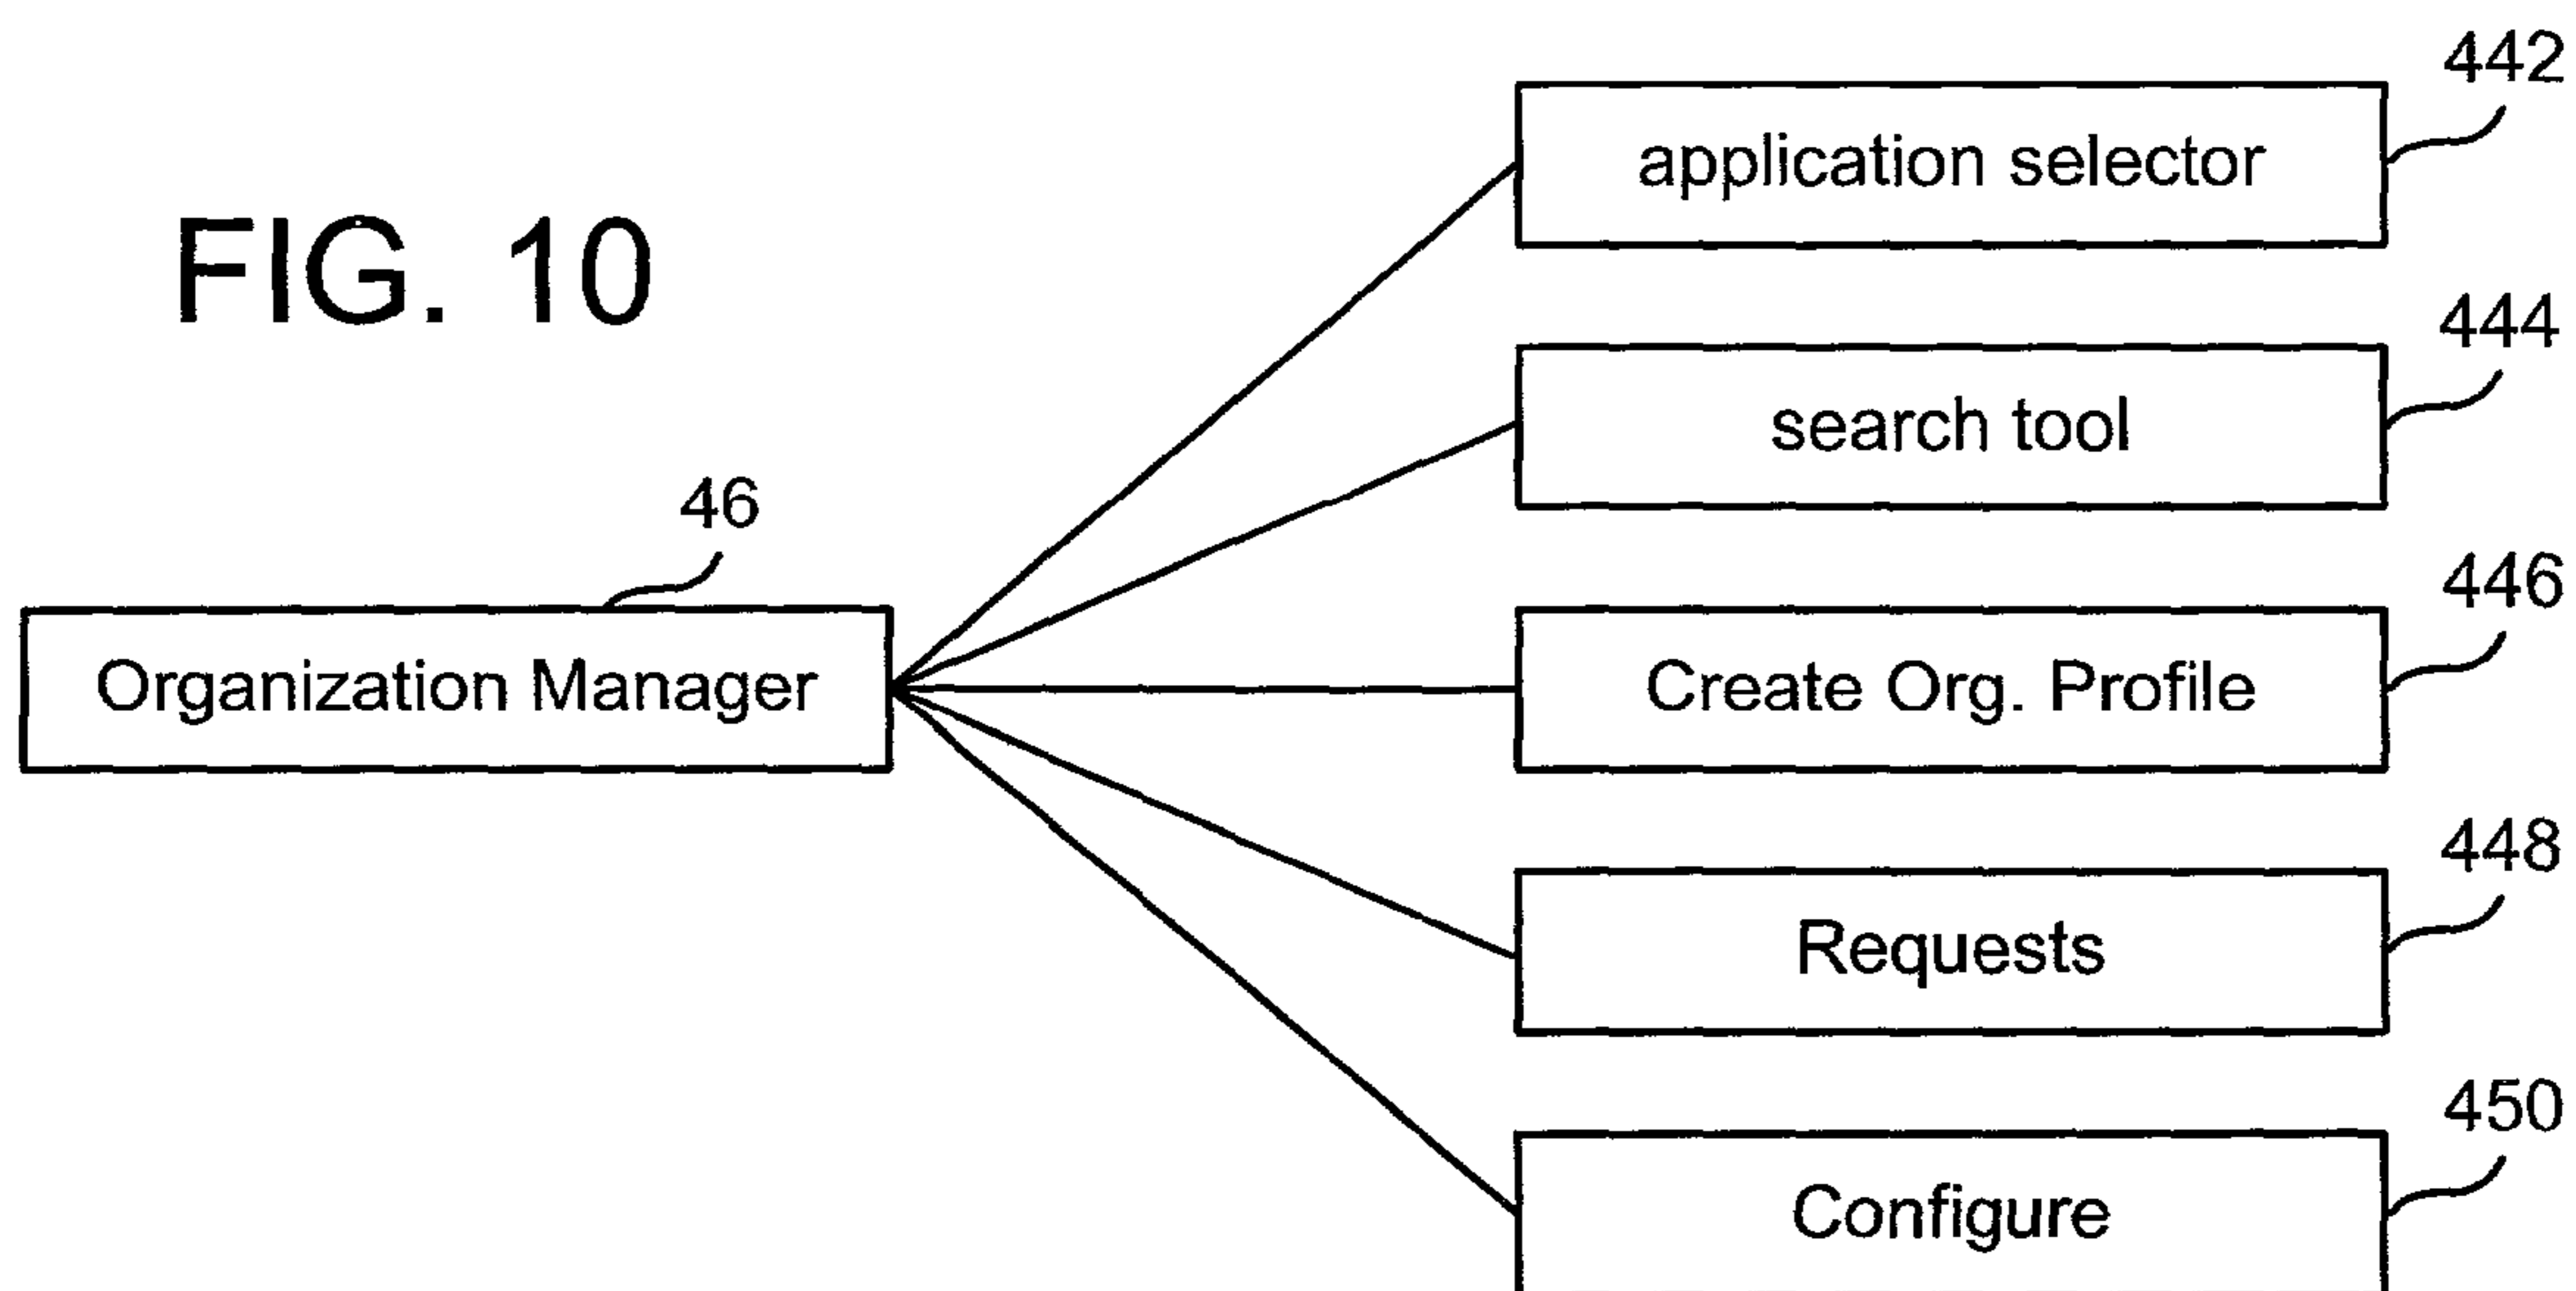 442
application selector
FIG. 10
444
search tool
46
446
Organization Manager
Create Org. Profile
448
Requests
450
Configure